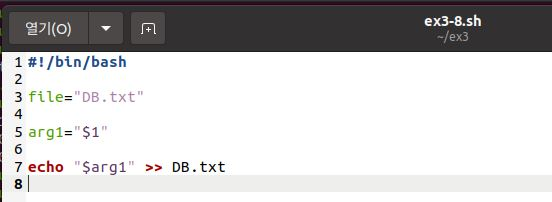 열기(O)
ex3-8.sh
~/ex3
1 #!/bin/bash
2
3 file="DB.txt"
4
5 arg1="$1"
6
7 echo "$arg1" >> DB.txt
8